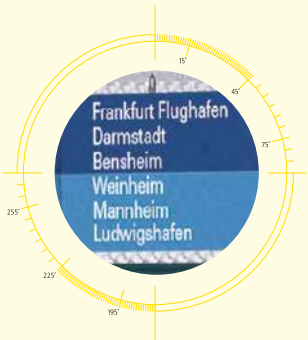 15°
45°
75°
Frankfurt Flughafen
Darmstadt
Bensheim
Weinheim
Mannheim
Ludwigshafen
255°
225°
195°